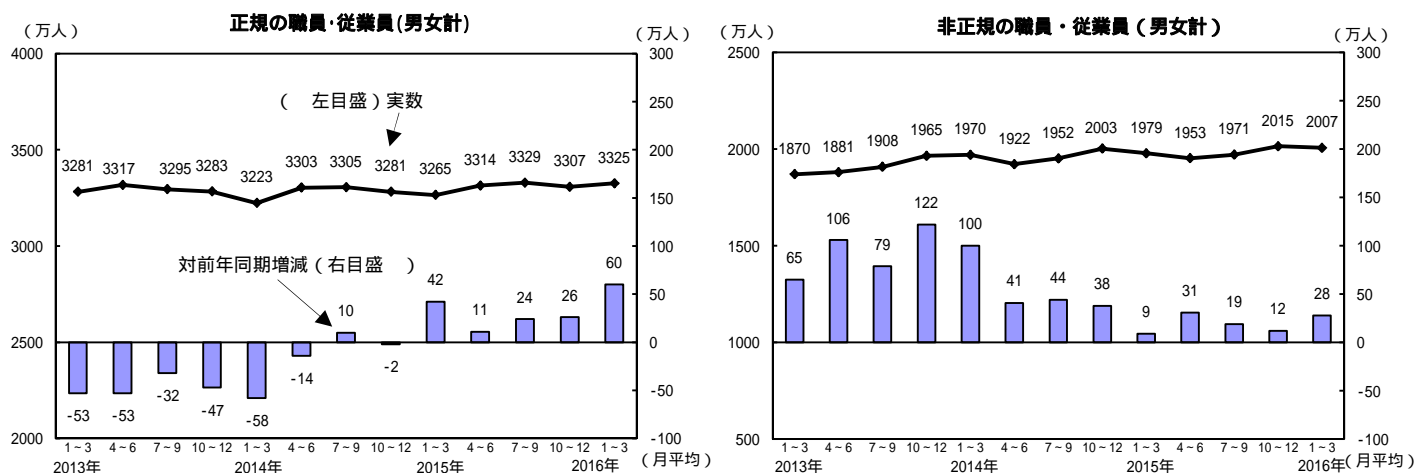 正規の職員･従業員(男女計)
（万人）
（万人）
4000
3500
3000
2500
2000
300
250
200
150
100
50
0
-50
-100
（　左目盛）実数
3281 3317 3295 3283 3223 3303 3305 3281 3265 3314 3329 3307 3325
対前年同期増減（右目盛　）
-53 -53 -32 -47 -58 -14 10 -2 42 11 24 26 60
1～3 4～6 7～9 10～12 1～3 4～6 7～9 10～12 1～3 4～6 7～9 10～12 1～3
2013年 2014年 2015年 2016年
（月平均）
非正規の職員・従業員（男女計）
（万人）
（万人）
2500
2000
1500
1000
500
300
250
200
150
100
50
0
-50
-100
1870 1881 1908 1965 1970 1922 1952 2003 1979 1953 1971 2015 2007
65 106 79 122 100 41 44 38 9 31 19 12 28
1～3 4～6 7～9 10～12 1～3 4～6 7～9 10～12 1～3 4～6 7～9 10～12 1～3
2013年 2014年 2015年 2016年
（月平均）